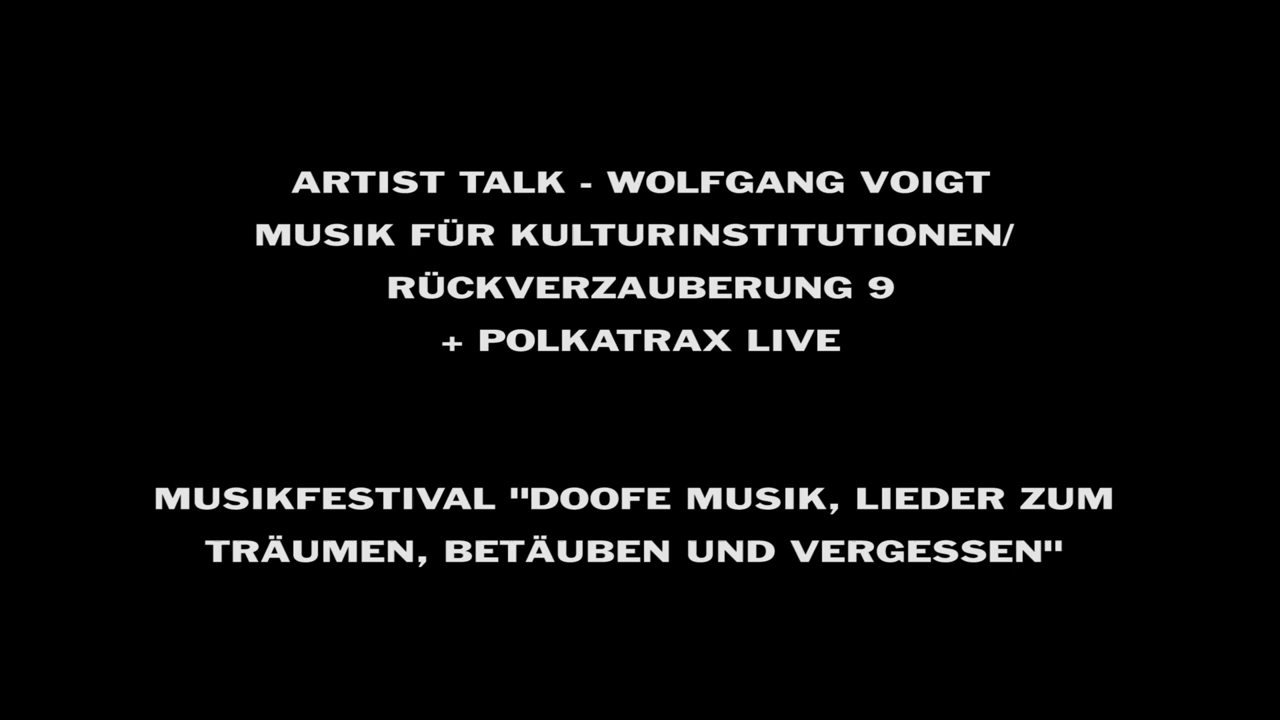 ARTIST TALK - WOLFGANG VOIGT
MUSIK FÜR KULTURINSTITUTIONEN/
RÜCKVERZAUBERUNG 9
+ POLKATRAX LIVE
MUSIKFESTIVAL "DOOFE MUSIK, LIEDER ZUM
TRÄUMEN, BETÄUBEN UND VERGESSEN"